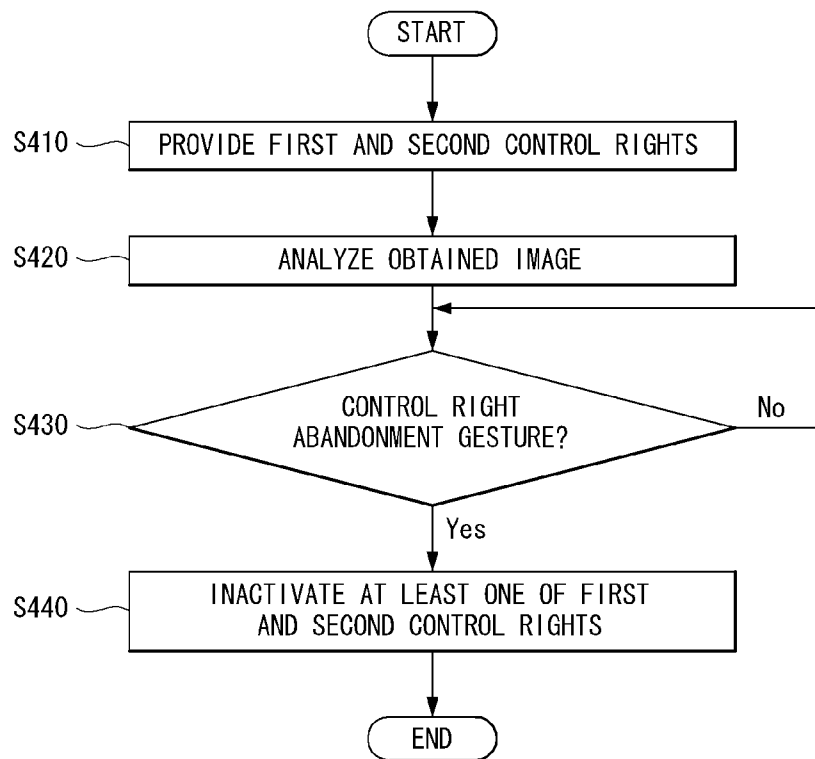 START
S410
PROVIDE FIRST AND SECOND CONTROL RIGHTS
S420
ANALYZE OBTAINED IMAGE
S430
CONTROL RIGHT
ABANDONMENT GESTURE?
No
Yes
S440
INACTIVATE AT LEAST ONE OF FIRST
AND SECOND CONTROL RIGHTS
END